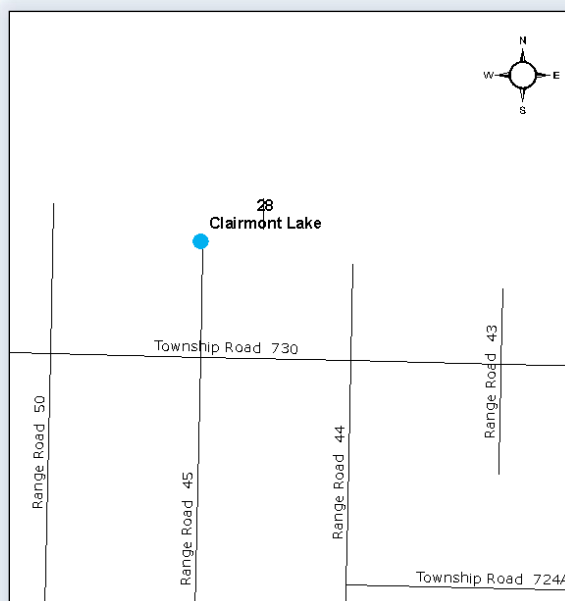 N
W E
S
28
Clairmont Lake
Township Road 730
Range Road 43
Range Road 50
Range Road 44
Range Road 45
Township Road 724A